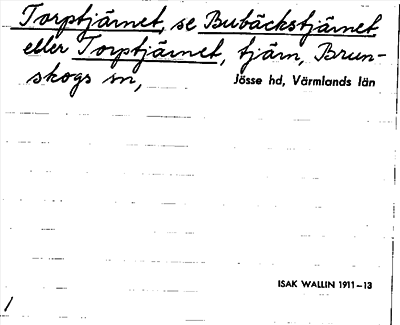 Torptjärnet, se Bubäckstjärnet
eller Torptjärnet, tjärn, Brun-
skogs sn,
Jösse hd, Värmlands län
ISAK WALLIN 1911–13
/